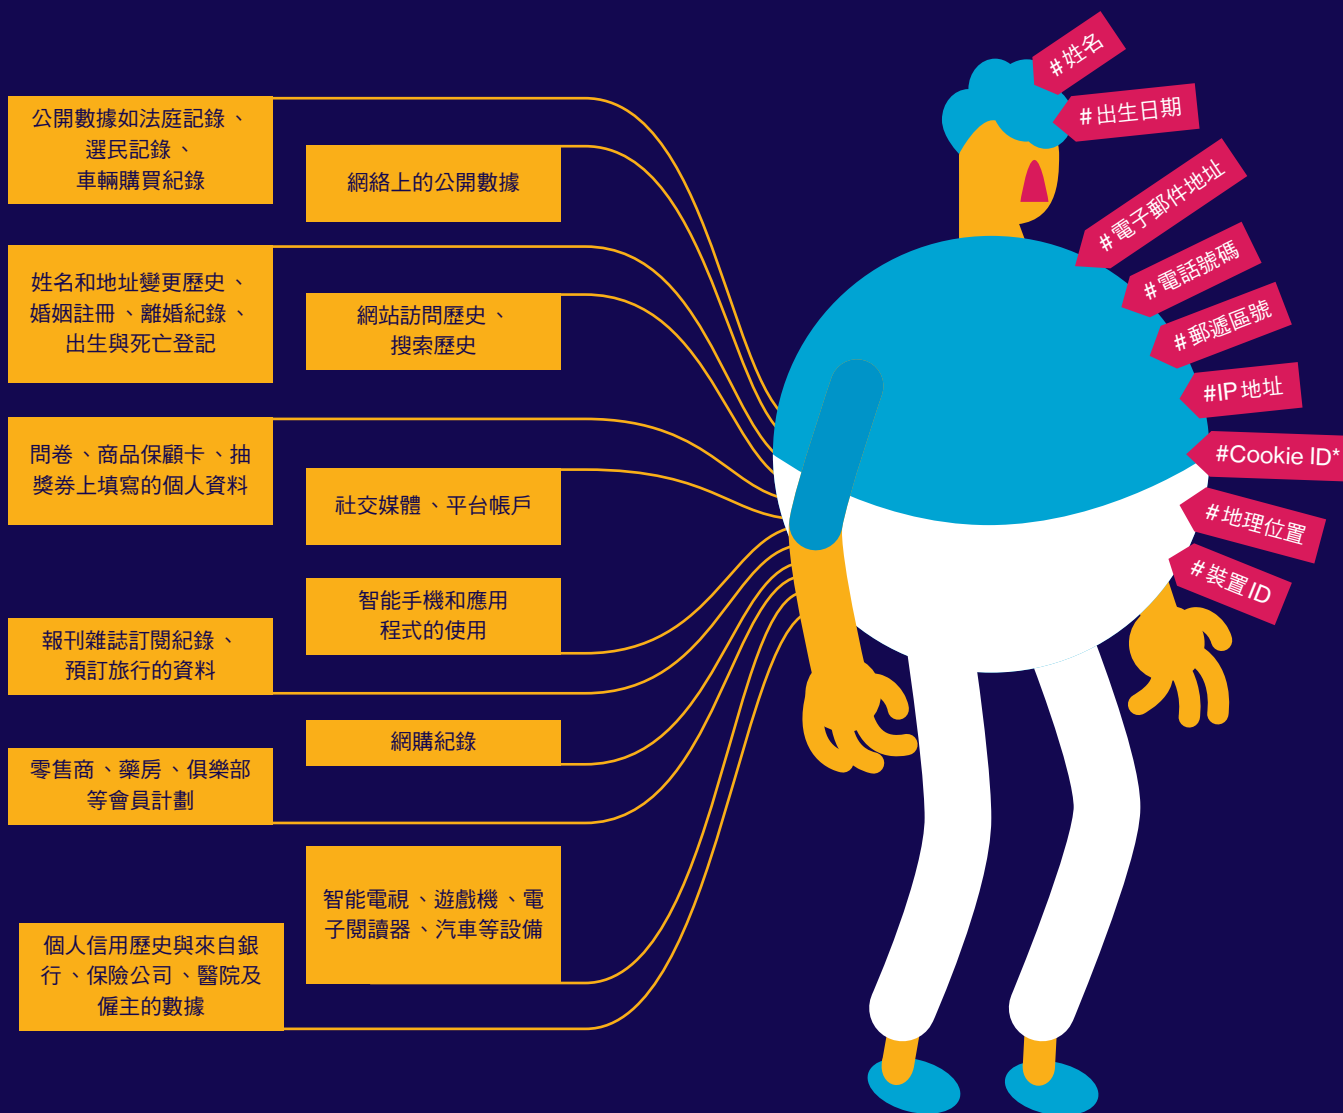 公開數據如法庭記錄、
選民記錄、
車輛購買紀錄
網絡上的公開數據
姓名和地址變更歷史、
婚姻註冊、離婚紀錄、
出生與死亡登記
網站訪問歷史、
搜索歷史
問卷、商品保顧卡、抽
獎券上填寫的個人資料
社交媒體、平台帳戶
智能手機和應用
程式的使用
報刊雜誌訂閱紀錄、
預訂旅行的資料
網購紀錄
零售商、藥房、俱樂部
等會員計劃
智能電視、遊戲機、電
子閱讀器、汽車等設備
個人信用歷史與來自銀
行、保險公司、醫院及
僱主的數據
#姓名
#出生日期
#電子郵件地址
#電話號碼
#郵遞區號
#IP地址
#Cookie ID*
#地理位置
#裝置ID